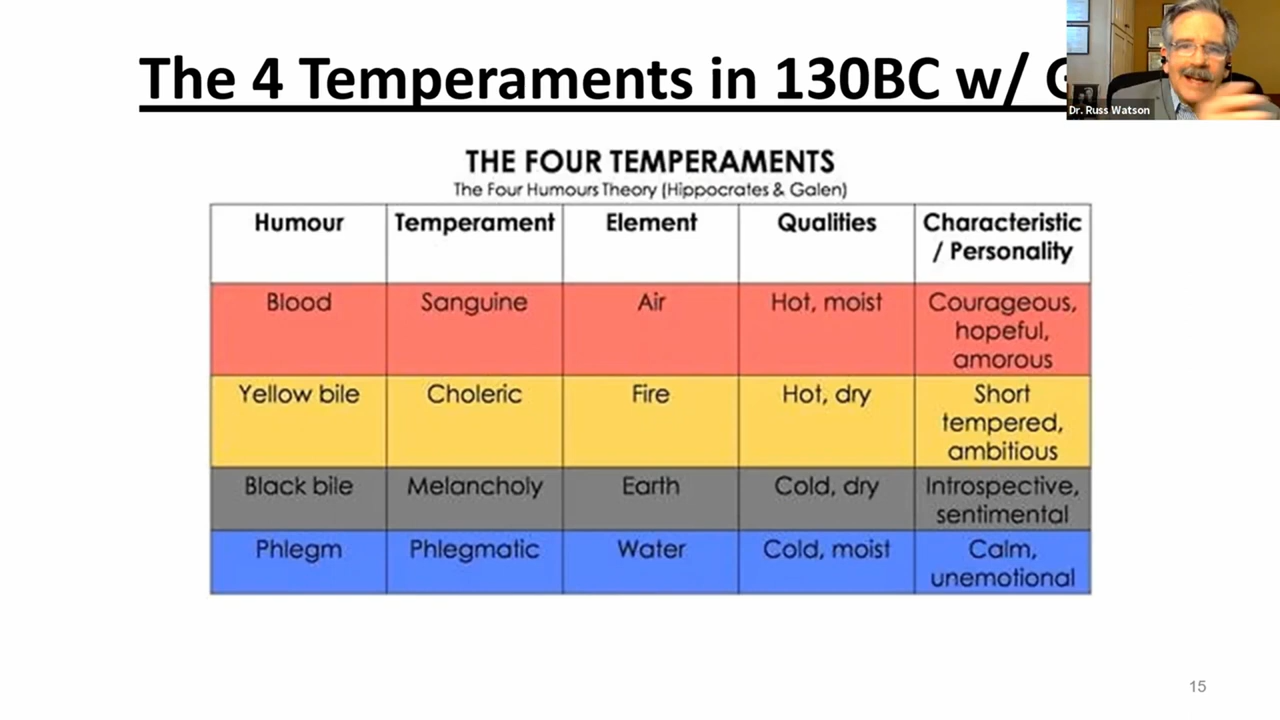 The 4 Temperaments in 130BC w/
Dr. Russ Watson
THE FOUR TEMPERAMENTS
The Four Humours Theory (Hippocrates & Galen)
Humour Temperament Element Qualities Characteristic
/ Personality
Blood Sanguine Air Hot, moist Courageous,
hopeful,
amorous
Yellow bile Choleric Fire Hot, dry Short
tempered,
ambitious
Black bile Melancholy Earth Cold, dry Introspective,
sentimental
Phlegm Phlegmatic Water Cold, moist Calm,
unemotional
15